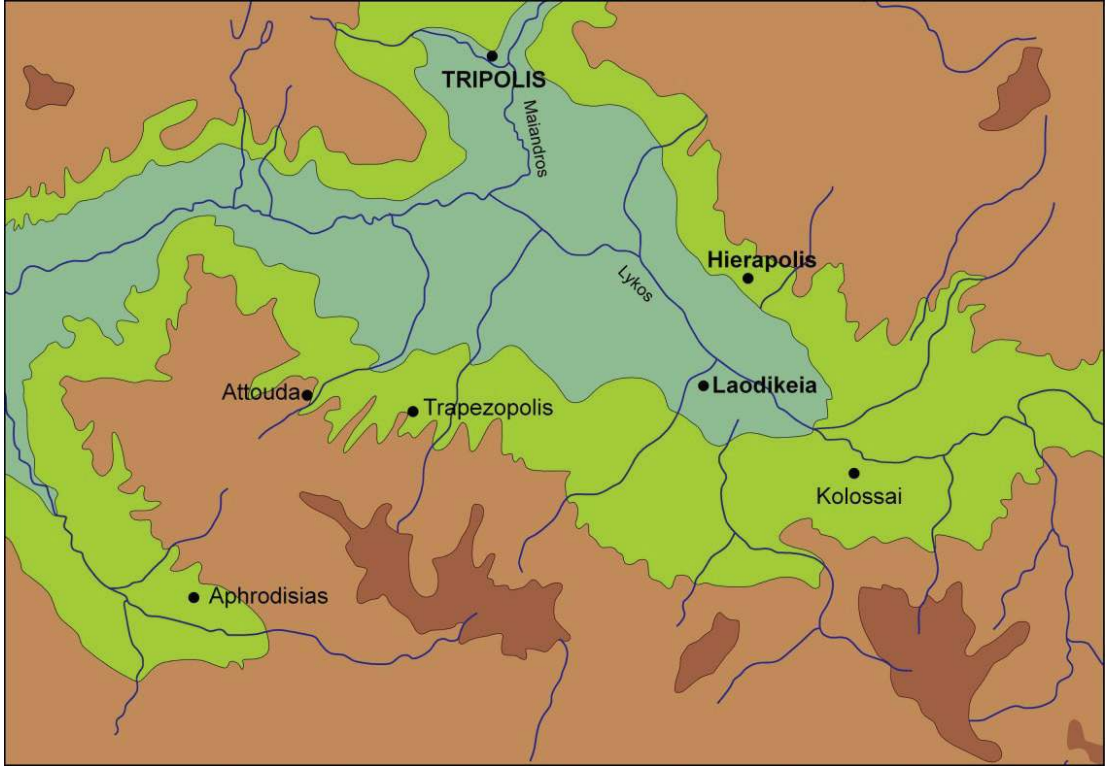 TRIPOLIS
Maiandros
Hierapolis
Lykos
Attouda
Laodikeia
Trapezopolis
Kolossai
Aphrodisias